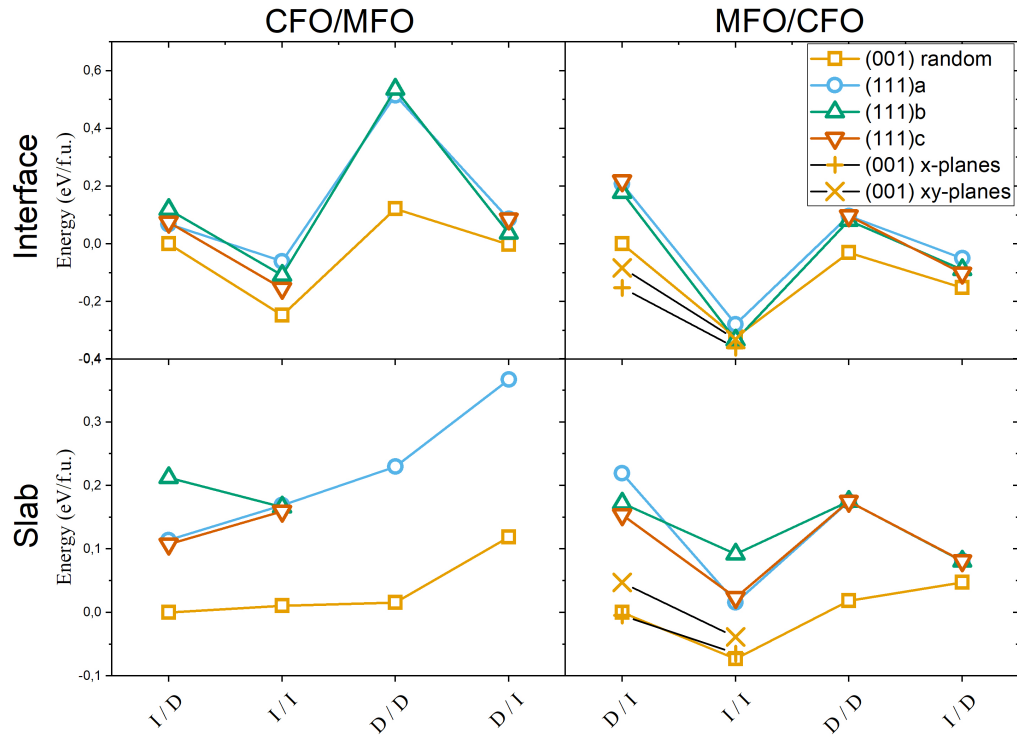 CFO/MFO
MFO/CFO
Interface
Energy (eV/f.u.)
0,6
0,4
0,2
0,0
-0,2
-0,4
(001) random
(111)a
(111)b
(111)c
(001) x-planes
(001) xy-planes
Slab
Energy (eV/f.u.)
0,4
0,3
0,2
0,1
0,0
-0,1
I / D
I / I
D / D
D / I
D / I
I / I
D / D
I / D